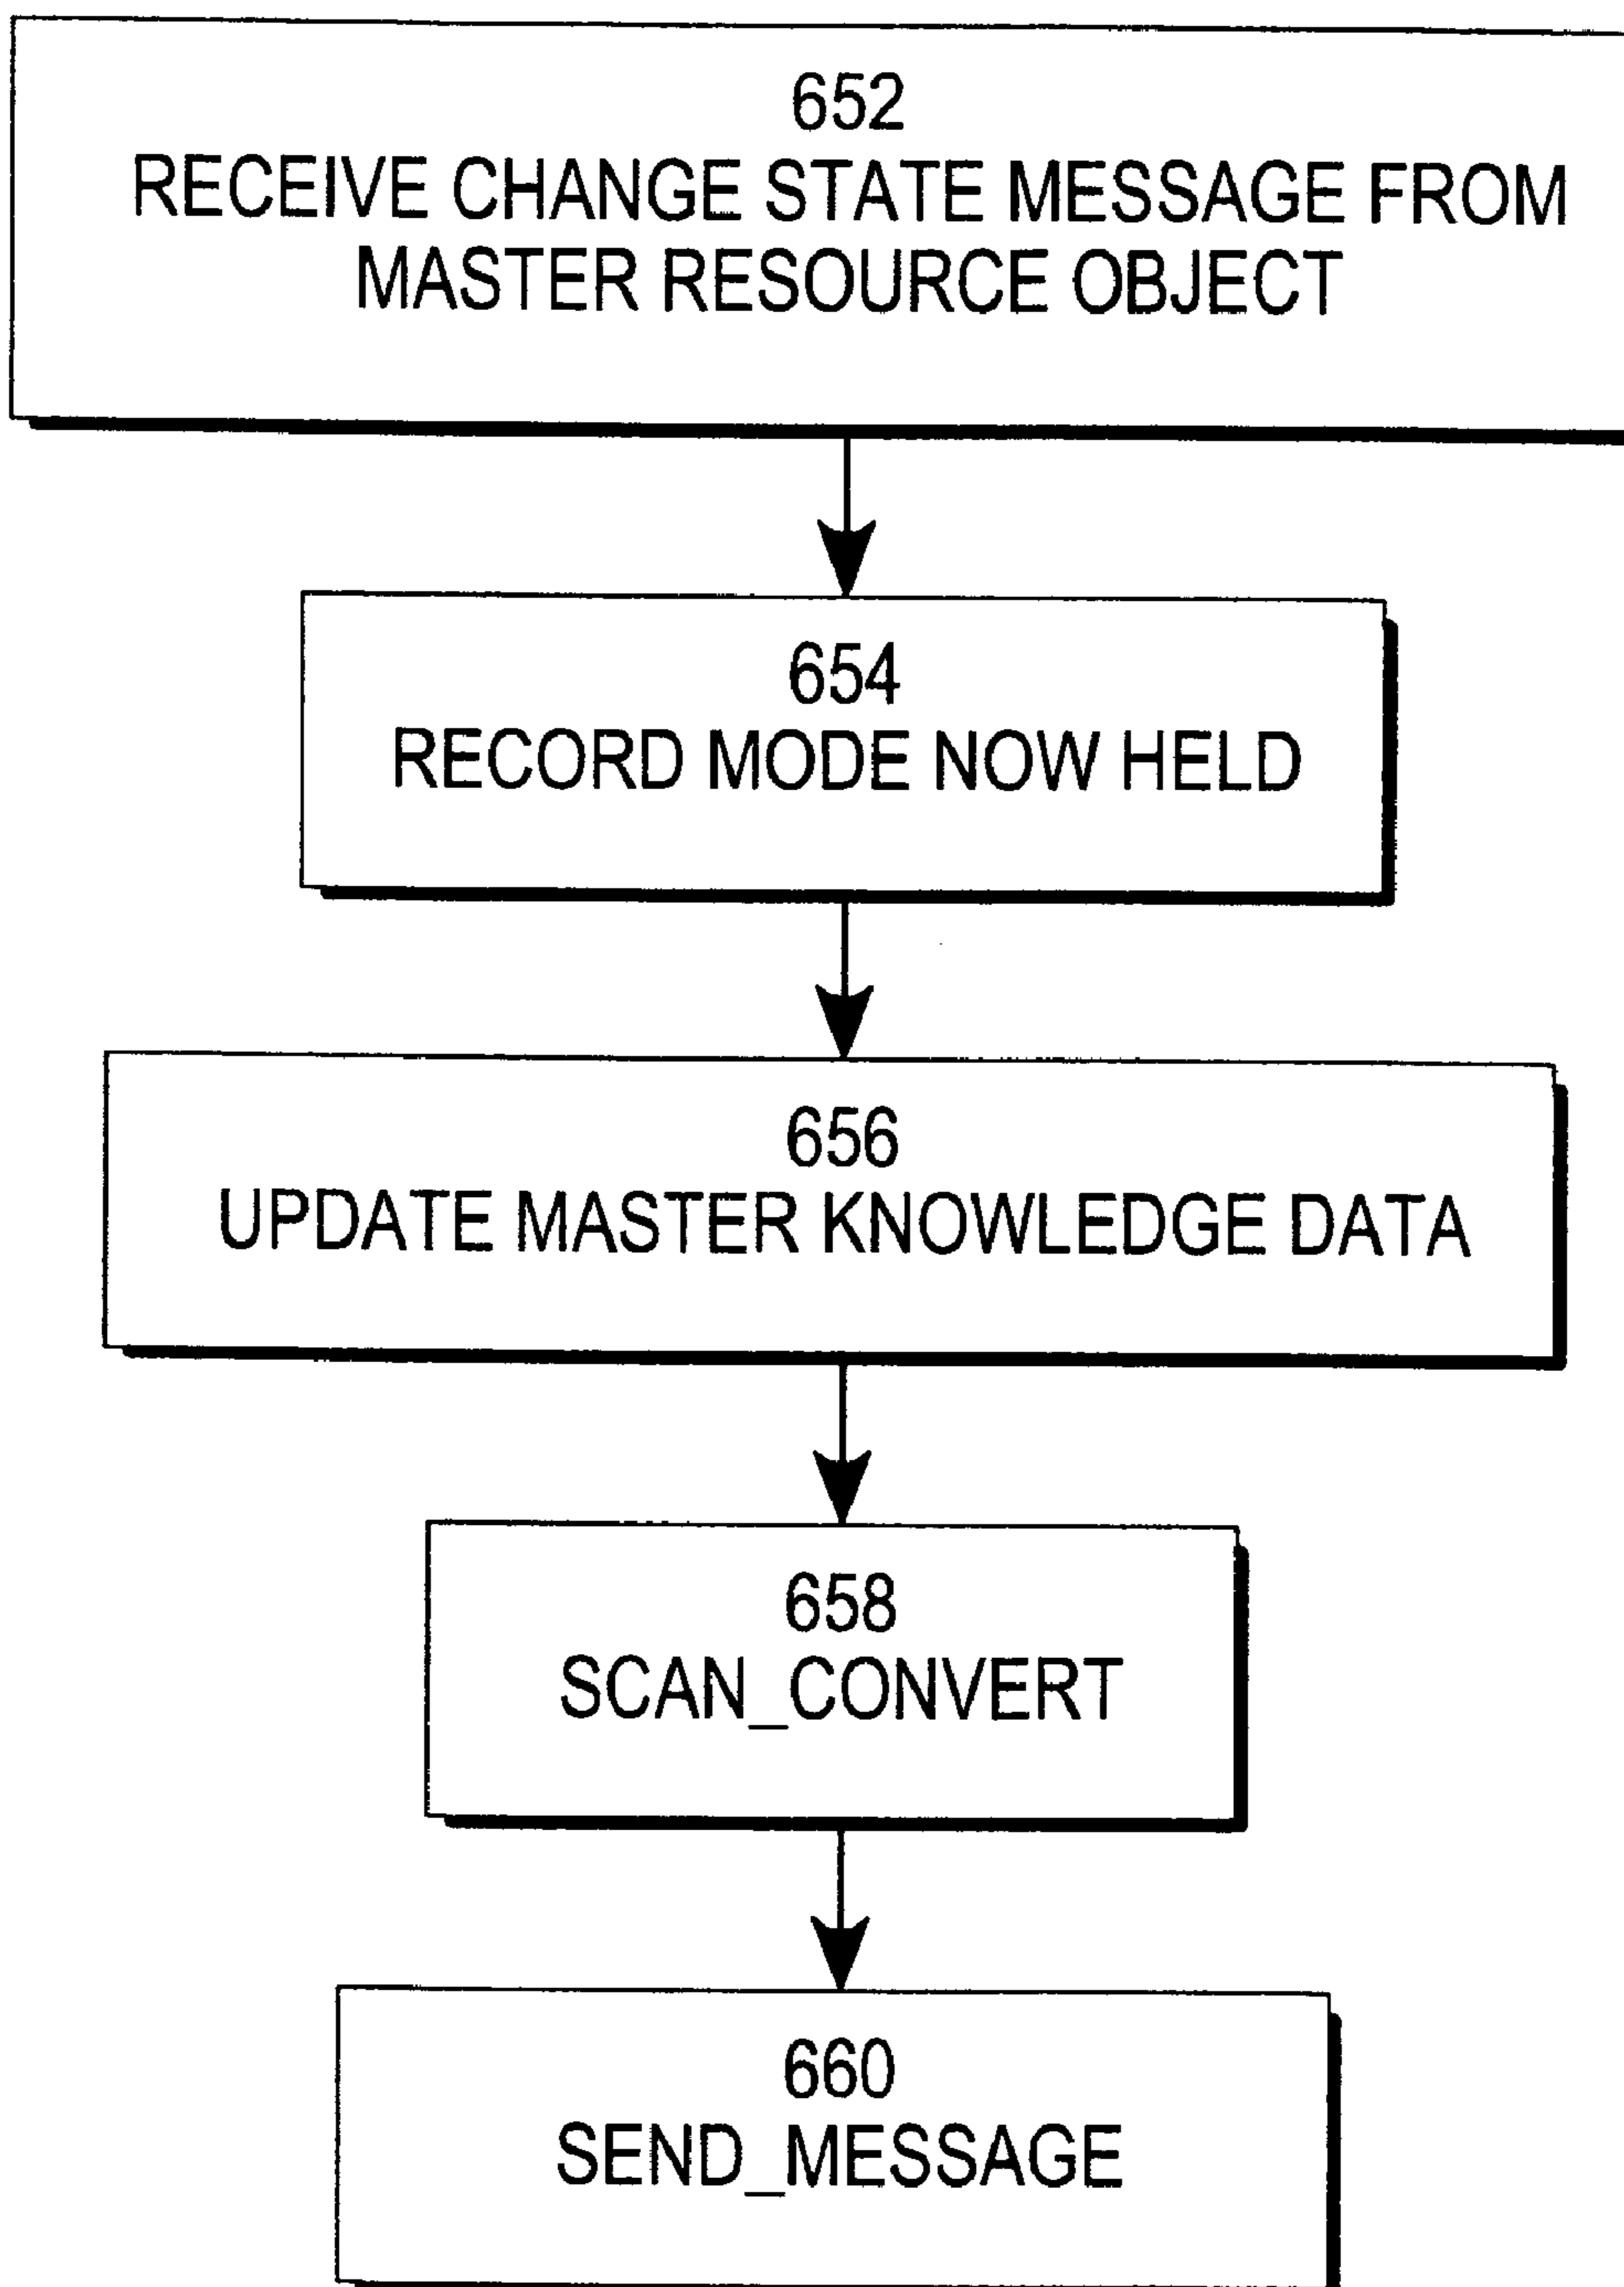 652
RECEIVE CHANGE STATE MESSAGE FROM
MASTER RESOURCE OBJECT
654
RECORD MODE NOW HELD
656
UPDATE MASTER KNOWLEDGE DATA
658
SCAN_CONVERT
660
SEND_MESSAGE